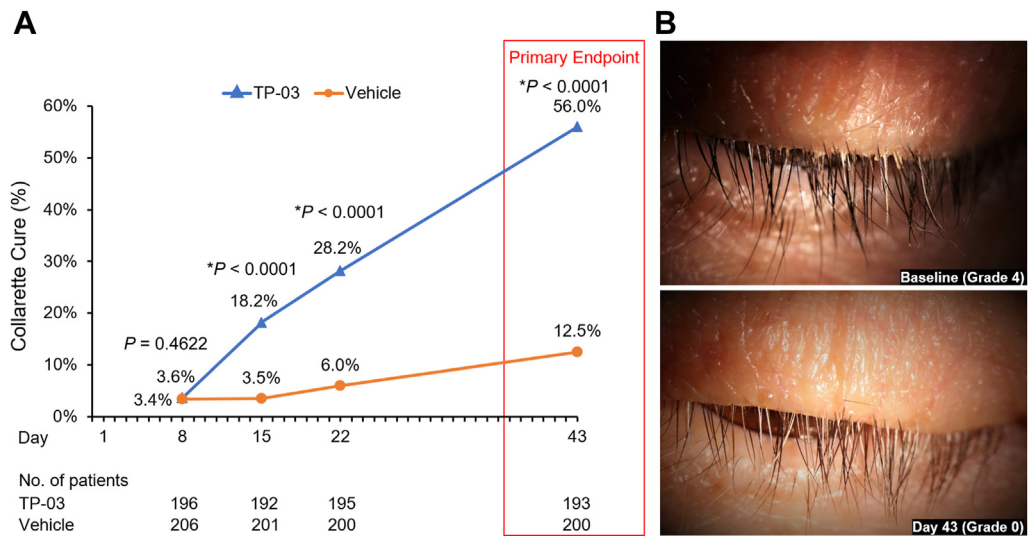 A
B
Primary Endpoint
TP-03 Vehicle
*P < 0.0001
60%
56.0%
50%
40%
*P < 0.0001
30%
28.2%
*P < 0.0001
20%
18.2%
P = 0.4622
12.5%
10%
3.6%
3.5%
6.0%
3.4%
0%
Collarette Cure (%)
Day 1 8 15 22 43
No. of patients
TP-03 196 192 195 193
Vehicle 206 201 200 200
Baseline (Grade 4)
Day 43 (Grade 0)